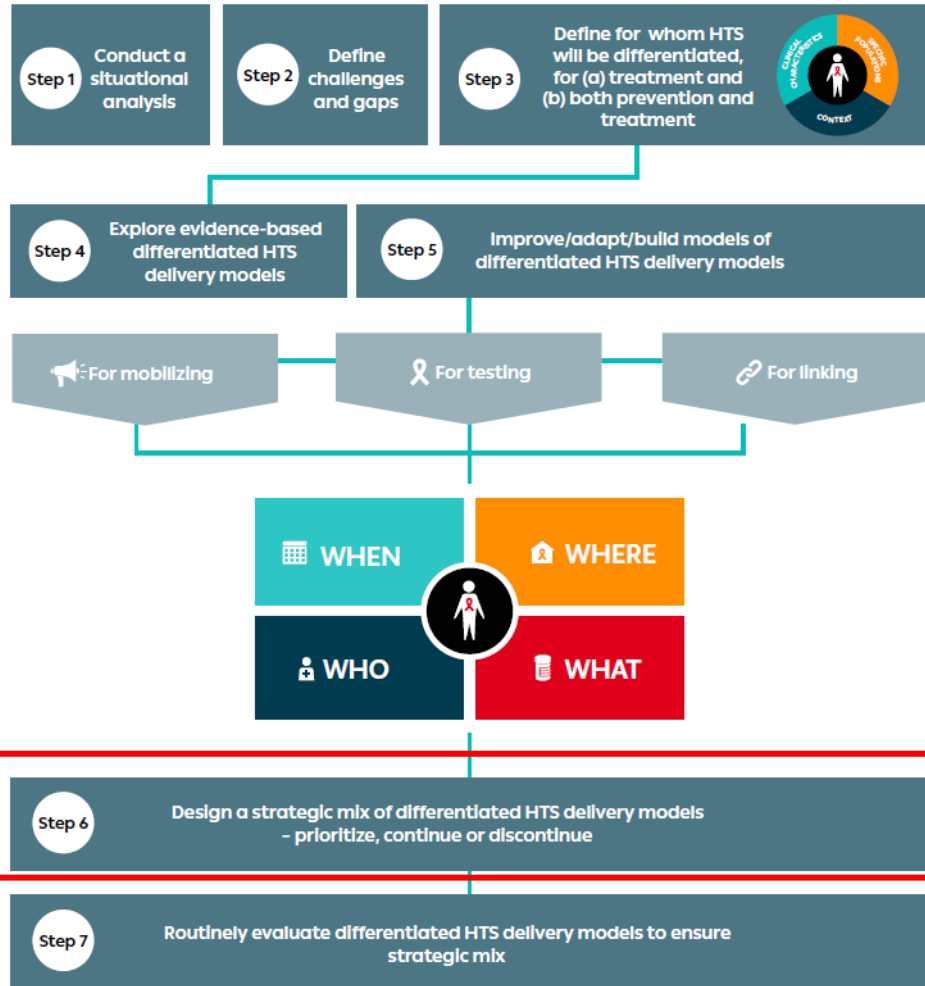 Step 1
Conduct a
situational
analysis
Step 2
Define
challenges
and gaps
Step 3
Define for whom HTS
will be differentiated,
for (a) treatment and
(b) both prevention and
treatment
CLINICAL
CHARACTERISTICS
SPECIFIC
POPULATIONS
CONTEXT
Step 4
Explore evidence-based
differentiated HTS
delivery models
Step 5
Improve/adapt/build models of
differentiated HTS delivery models
For mobilizing
For testing
For linking
WHEN
WHERE
WHO
WHAT
Step 6
Design a strategic mix of differentiated HTS delivery models
– prioritize, continue or discontinue
Step 7
Routinely evaluate differentiated HTS delivery models to ensure
strategic mix